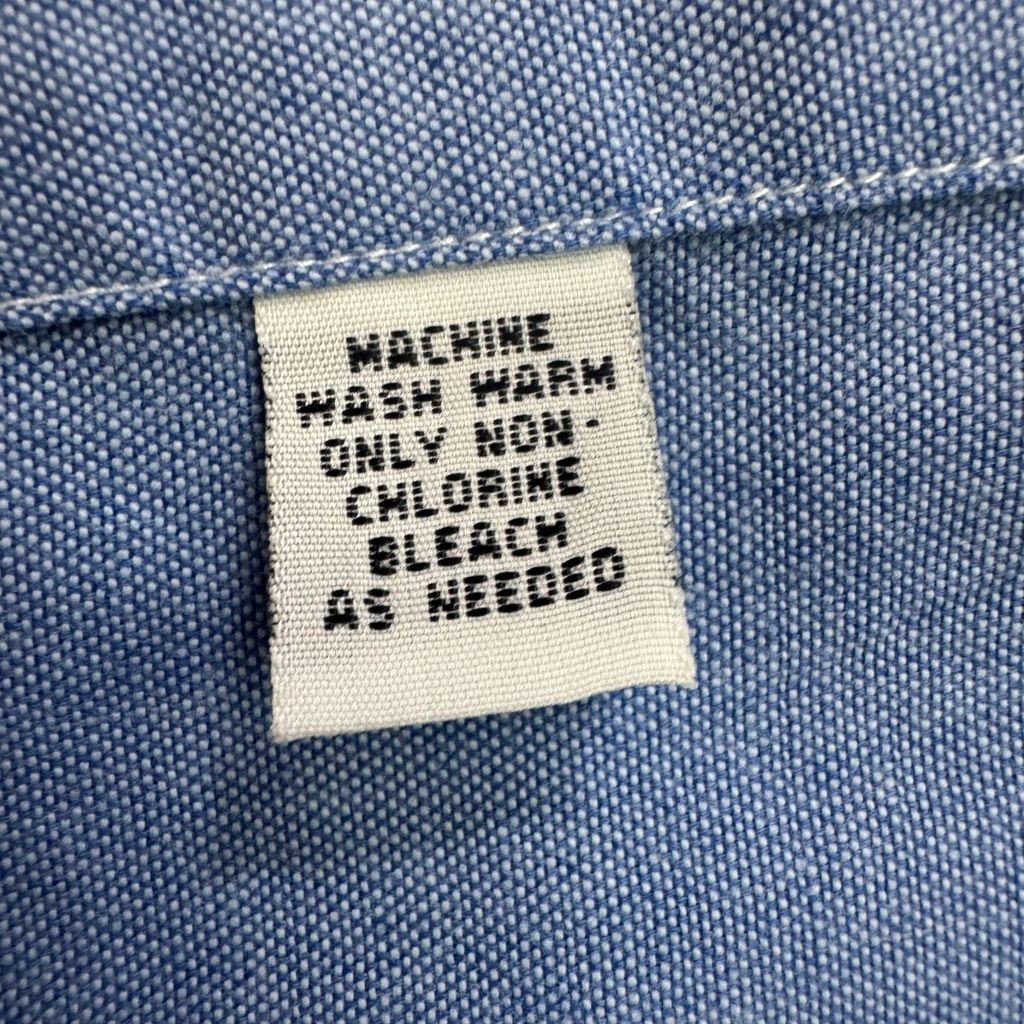 MACHINE
WASH WARM
ONLY NON-
CHLORINE
BLEACH
AS NEEDED